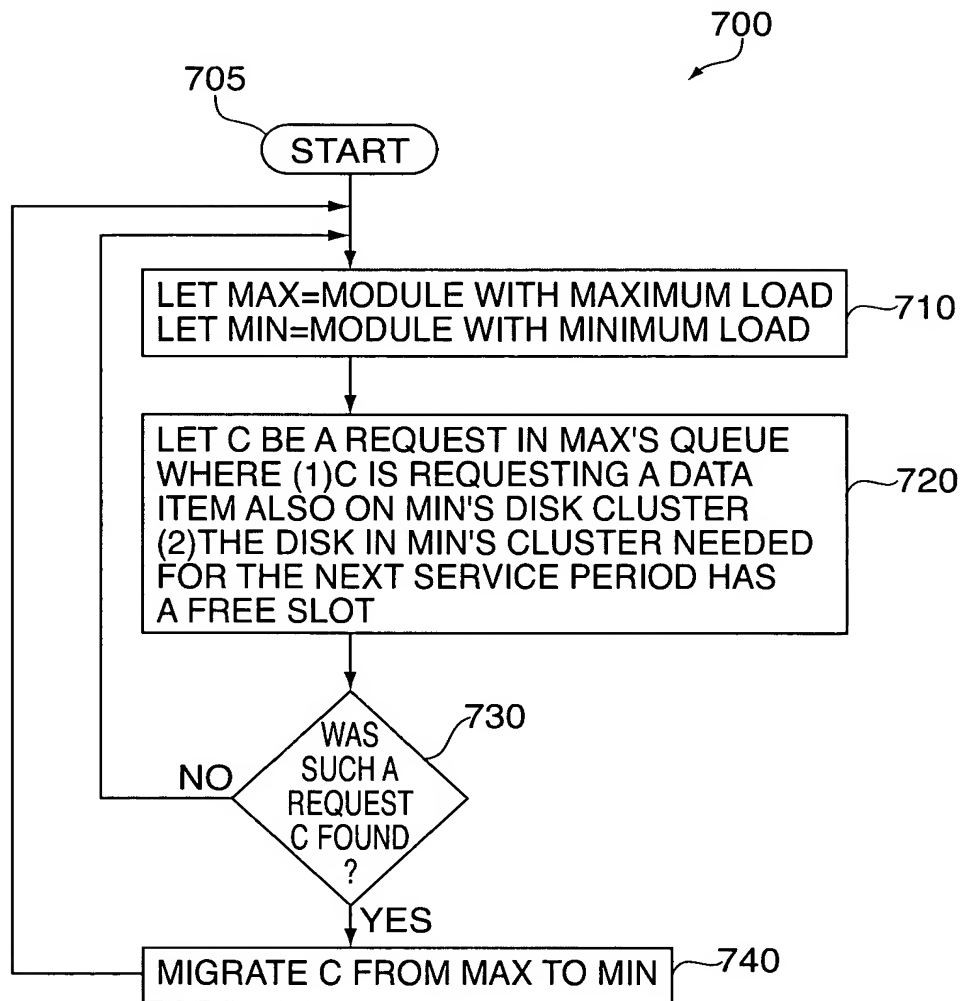 700
705
START
LET MAX=MODULE WITH MAXIMUM LOAD
LET MIN=MODULE WITH MINIMUM LOAD
710
LET C BE A REQUEST IN MAX'S QUEUE
WHERE (1)C IS REQUESTING A DATA
ITEM ALSO ON MIN'S DISK CLUSTER
(2)THE DISK IN MIN'S CLUSTER NEEDED
FOR THE NEXT SERVICE PERIOD HAS
A FREE SLOT
720
WAS
SUCH A
REQUEST
C FOUND
?
730
NO
YES
MIGRATE C FROM MAX TO MIN
740